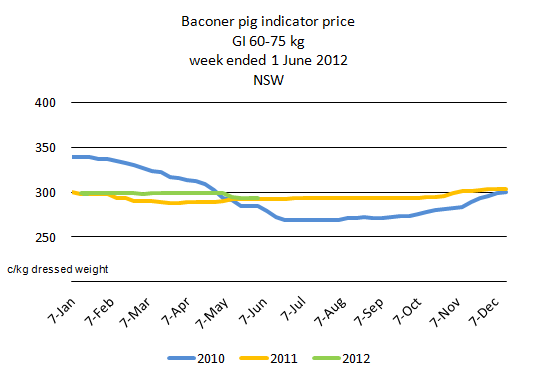 Baconer pig indicator price
GI 60-75 kg
week ended 1 June 2012
NSW
400
350
300
250
c/kg dressed weight
7-Jan
7-Feb
7-Mar
7-Apr
7-May
7-Jun
7-Jul
7-Aug
7-Sep
7-Oct
7-Nov
7-Dec
2010
2011
2012